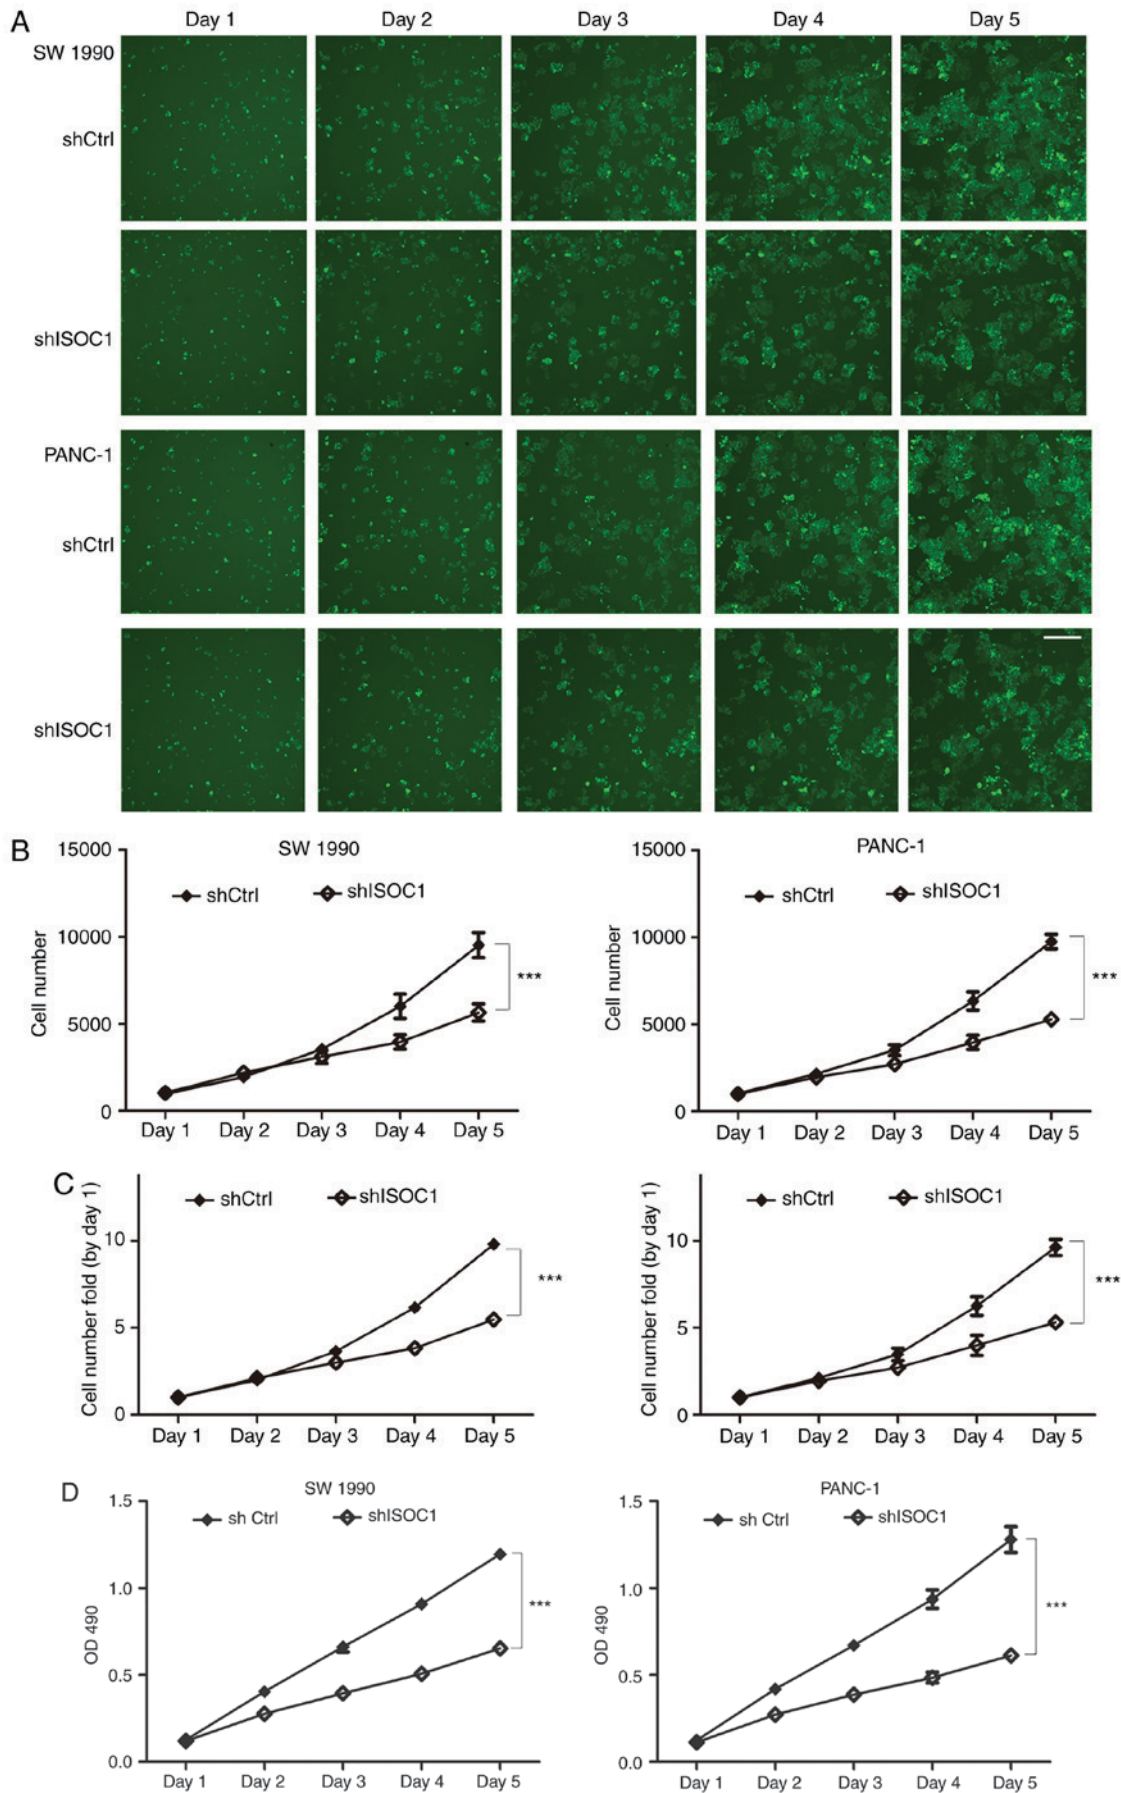 A
Day 1 Day 2 Day 3 Day 4 Day 5
SW 1990
shCtrl
shISOC1
PANC-1
shCtrl
shISOC1
B
SW 1990
shCtrl shISOC1
Cell number
15000
10000
5000
0
***
Day 1 Day 2 Day 3 Day 4 Day 5
PANC-1
shCtrl shISOC1
Cell number
15000
10000
5000
0
***
Day 1 Day 2 Day 3 Day 4 Day 5
C
shCtrl shISOC1
Cell number fold (by day 1)
10
5
0
***
Day 1 Day 2 Day 3 Day 4 Day 5
shCtrl shISOC1
Cell number fold (by day 1)
10
5
0
***
Day 1 Day 2 Day 3 Day 4 Day 5
D
SW 1990
sh Ctrl shISOC1
OD 490
1.5
1.0
0.5
0.0
***
Day 1 Day 2 Day 3 Day 4 Day 5
PANC-1
sh Ctrl shISOC1
OD 490
1.5
1.0
0.5
0.0
***
Day 1 Day 2 Day 3 Day 4 Day 5